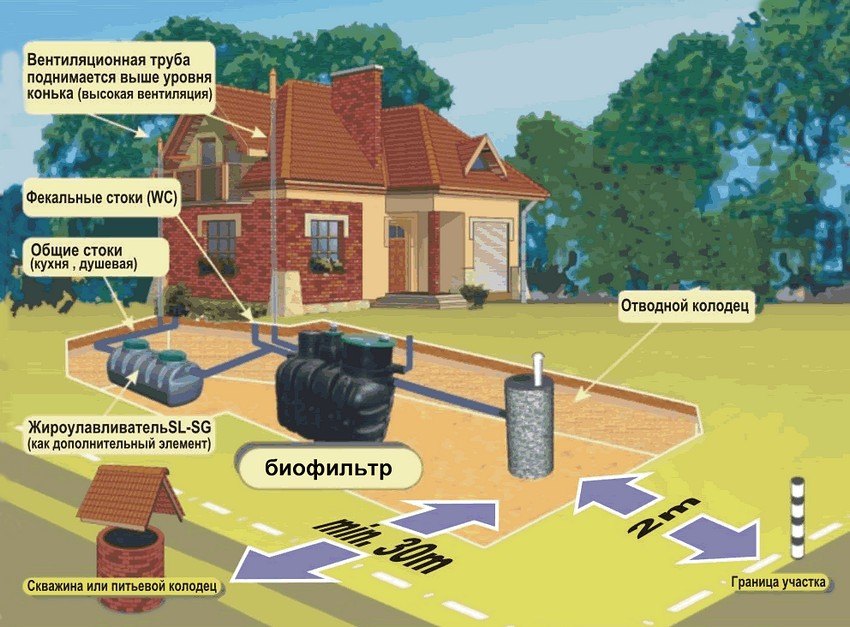 Вентиляционная труба
поднимается выше уровня
конька (высокая вентиляция)
Фекальные стоки (WC)
Общие стоки
(кухня , душевая)
Отводной колодец
ЖироулавливательSL-SG
(как дополнительный элемент)
биофильтр
min, 30m
2m
Скважина или питьевой колодец
Граница участка